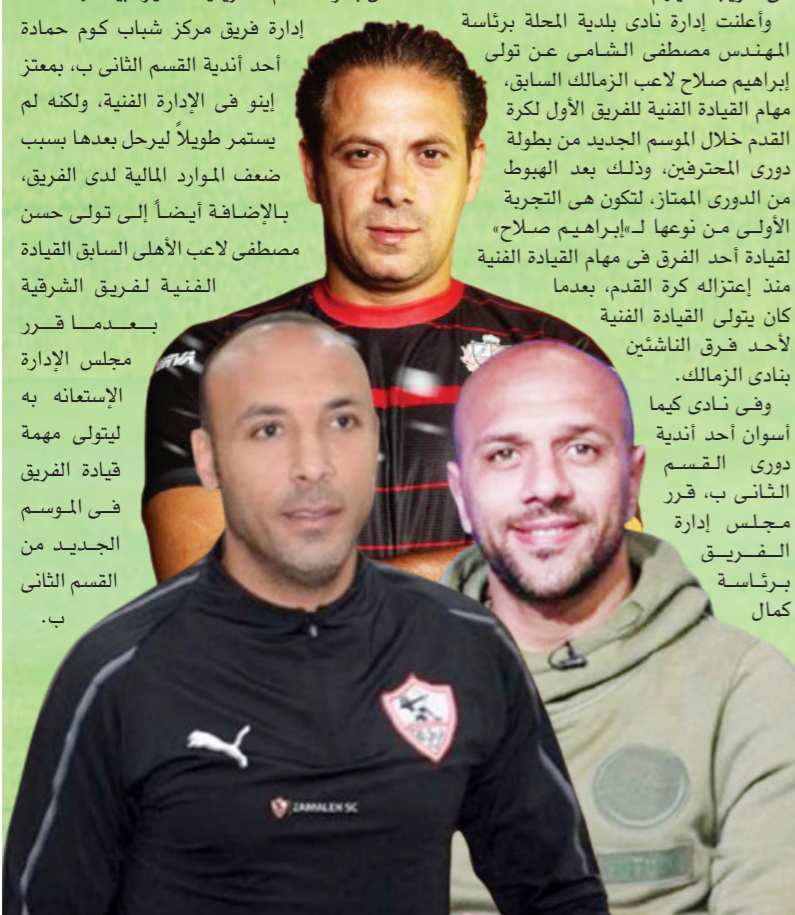 وأعلنت إدارة نادى بلدية المحلة برئاسة
المهندس مصطفى الشامى عن تولى
إبراهيم صلاح لاعب الزمالك السابق،
مهام القيادة الفنية للفريق الأول لكرة
القدم خلال الموسم الجديد من بطولة
دورى المحترفين، وذلك بعد الهبوط
من الدورى الممتاز، لتكون هى التجربة
الأولى من نوعها لـ»إبراهيم صلاح»
لقيادة أحد الفرق فى مهام القيادة الفنية
منذ إعتزاله كرة القدم، بعدما
كان يتولى القيادة الفنية
لأحد فرق الناشئين
بنادى الزمالك.
وفى نادى كيما
أسوان أحد أندية
دورى القسم
الثانى ب، قرر
مجلس إدارة
الفريق
برئاسة
كمال
إدارة فريق مركز شباب كوم حمادة
أحد أندية القسم الثانى ب، بمعتز
إينو فى الإدارة الفنية، ولكنه لم
يستمر طويلاً ليرحل بعدها بسبب
ضعف الموارد المالية لدى الفريق،
بالإضافة أيضاً إلى تولى حسن
مصطفى لاعب الأهلى السابق القيادة
الفنية لفريق الشرقية
بعدما قرر
مجلس الإدارة
الإستعانه به
ليتولى مهمة
قيادة الفريق
فى الموسم
الجديد من
القسم الثانى
ب.
ZAMALEK SC